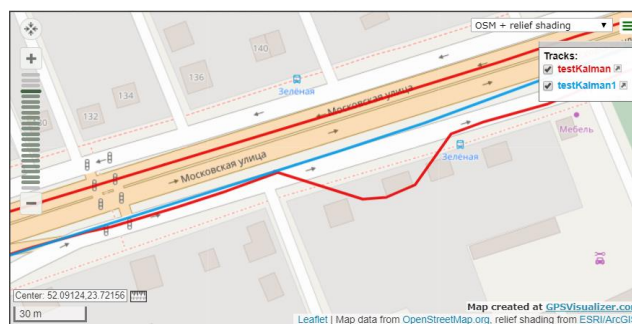 OSM + relief shading
Tracks:
testKalman
testKalman1
140
136
134
132
130
Зелёная
Московская улица
Московская улица
Зелёная
Мебель
Center: 52.09124,23.72156
30 m
Map created at GPSVisualizer.com
Leaflet | Map data from OpenStreetMap.org, relief shading from ESRI/ArcGIS